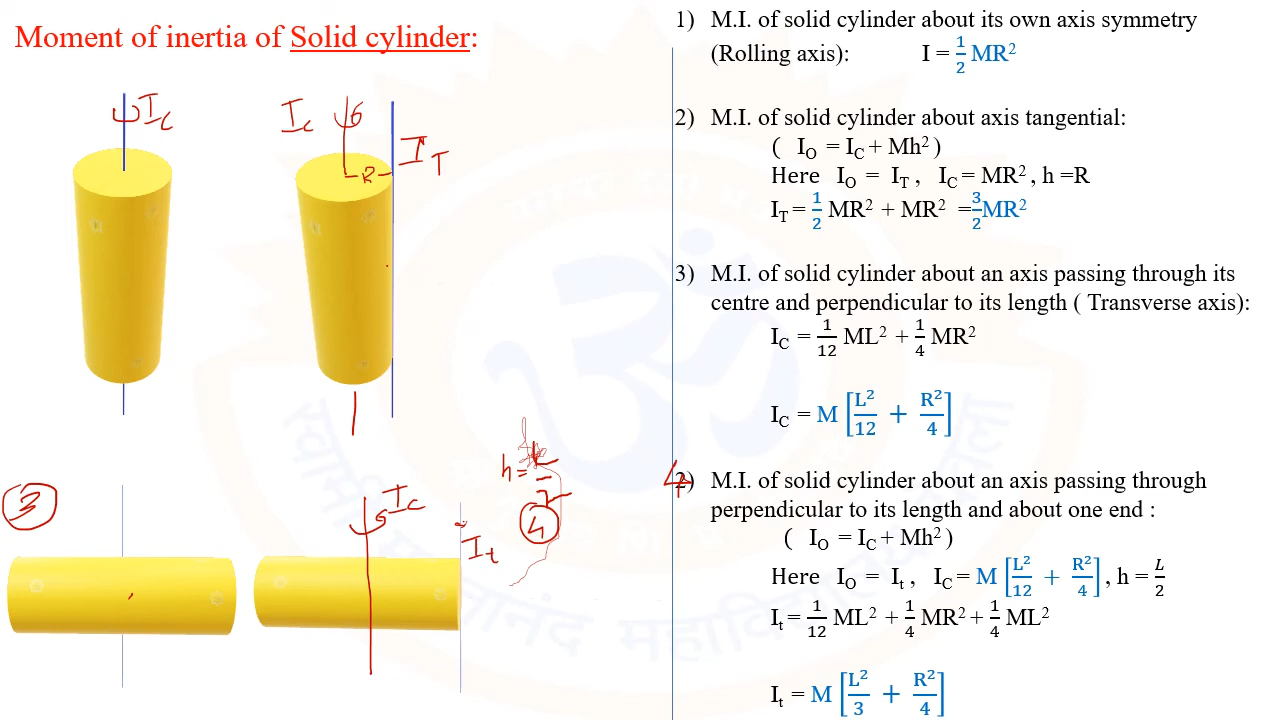 Moment of inertia of Solid cylinder:
I_C
I_C
I_T
R
3
I_C
I_t
h = L/2
4
1) M.I. of solid cylinder about its own axis symmetry
(Rolling axis): I = 1/2 MR²
2) M.I. of solid cylinder about axis tangential:
( I_O = I_C + Mh² )
Here I_O = I_T , I_C = MR² , h =R
I_T = 1/2 MR² + MR² = 3/2 MR²
3) M.I. of solid cylinder about an axis passing through its
centre and perpendicular to its length ( Transverse axis):
I_C = 1/12 ML² + 1/4 MR²
I_C = M [L²/12 + R²/4]
4
2) M.I. of solid cylinder about an axis passing through
perpendicular to its length and about one end :
( I_O = I_C + Mh² )
Here I_O = I_t , I_C = M [L²/12 + R²/4] , h = L/2
I_t = 1/12 ML² + 1/4 MR² + 1/4 ML²
I_t = M [L²/3 + R²/4]